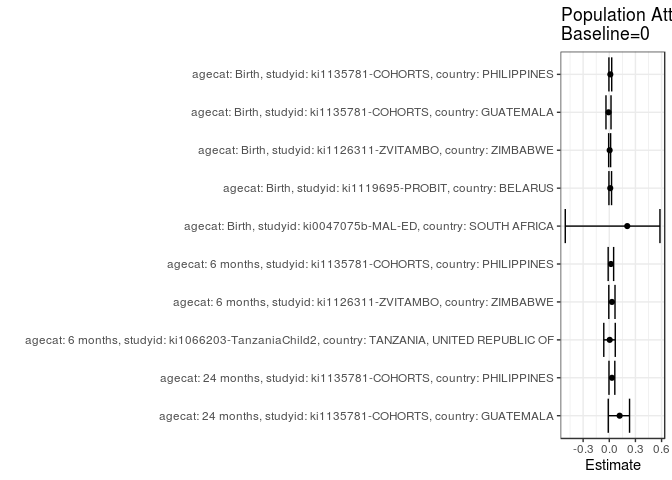 Population Att
Baseline=0
agecat: Birth, studyid: ki1135781-COHORTS, country: PHILIPPINES
agecat: Birth, studyid: ki1135781-COHORTS, country: GUATEMALA
agecat: Birth, studyid: ki1126311-ZVITAMBO, country: ZIMBABWE
agecat: Birth, studyid: ki1119695-PROBIT, country: BELARUS
agecat: Birth, studyid: ki0047075b-MAL-ED, country: SOUTH AFRICA
agecat: 6 months, studyid: ki1135781-COHORTS, country: PHILIPPINES
agecat: 6 months, studyid: ki1126311-ZVITAMBO, country: ZIMBABWE
agecat: 6 months, studyid: ki1066203-TanzaniaChild2, country: TANZANIA, UNITED REPUBLIC OF
agecat: 24 months, studyid: ki1135781-COHORTS, country: PHILIPPINES
agecat: 24 months, studyid: ki1135781-COHORTS, country: GUATEMALA
-0.3 0.0 0.3 0.6
Estimate